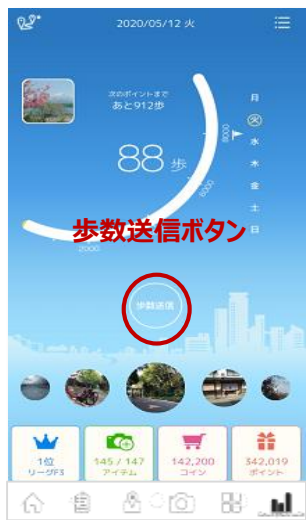 2020/05/12 火
次のポイントまで
あと912歩
88 歩
月
火
水
木
金
土
日
8000
6000
2000
歩数送信ボタン
歩数送信
1位
リーグF3
145 / 147
アイテム
142,200
コイン
342,019
ポイント